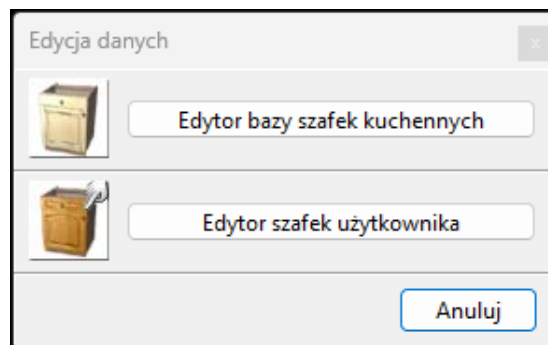 Edycja danych
Edytor bazy szafek kuchennych
Edytor szafek użytkownika
Anuluj